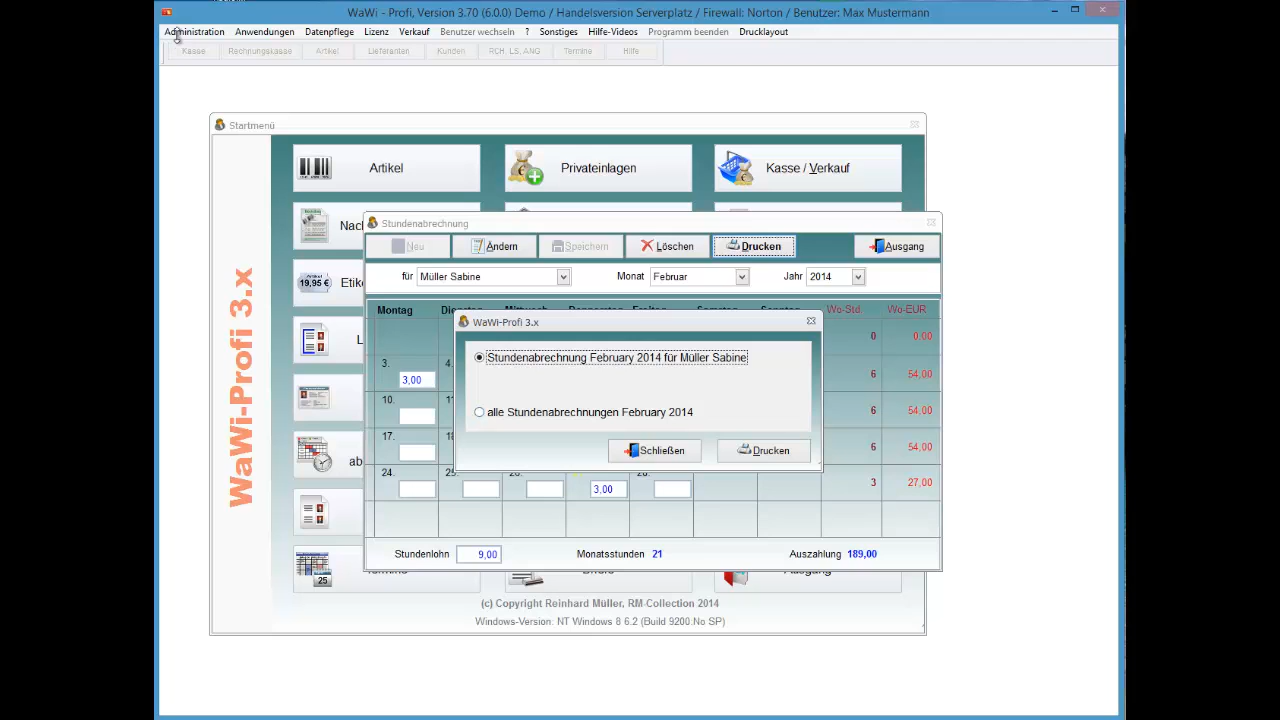 WaWi - Profi, Version 3.70 (6.0.0) Demo / Handelsversion Serverplatz / Firewall: Norton / Benutzer: Max Mustermann
Administration Anwendungen Datenpflege Lizenz Verkauf Benutzer wechseln ? Sonstiges Hilfe-Videos Programm beenden Drucklayout
Kasse Rechnungskasse Artikel Lieferanten Kunden RCH, LS, ANG Termine Hilfe
Startmenü
Artikel Privateinlagen Kasse / Verkauf
WaWi-Profi 3.x
Stundenabrechnung
Neu Ändern Speichern Löschen Drucken Ausgang
für Müller Sabine Monat Februar Jahr 2014
Montag Wo-Std. Wo-EUR
0 0,00
WaWi-Profi 3.x
Stundenabrechnung February 2014 für Müller Sabine
alle Stundenabrechnungen February 2014
Schließen Drucken
3. 4.
3,00 6 54,00
10.
6 54,00
17.
6 54,00
24.
3,00 3 27,00
Stundenlohn 9,00 Monatsstunden 21 Auszahlung 189,00
19,95 €
25
(c) Copyright Reinhard Müller, RM-Collection 2014
Windows-Version: NT Windows 8 6.2 (Build 9200:No SP)